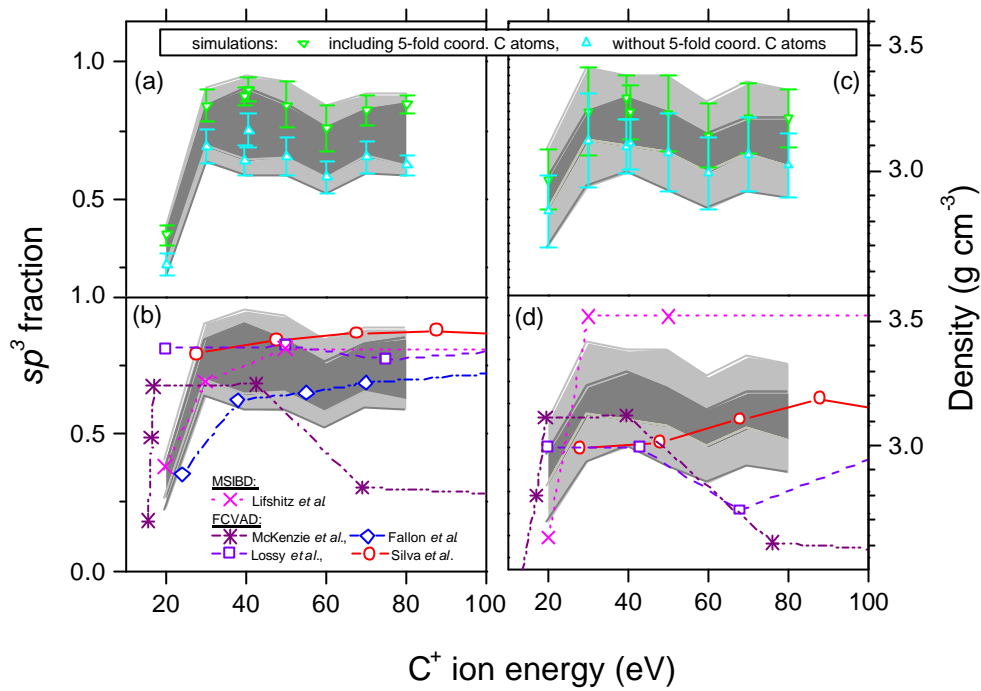 simulations: including 5-fold coord. C atoms, without 5-fold coord. C atoms
(a)
(c)
(b)
(d)
1.0
0.5
1.0
0.5
0.0
sp³ fraction
3.5
3.0
3.5
3.0
Density (g cm⁻³)
MSIBD:
Lifshitz et al.
FCVAD:
McKenzie et al., Fallon et al.
Lossy et al., Silva et al.
20 40 60 80 100
20 40 60 80 100
C⁺ ion energy (eV)